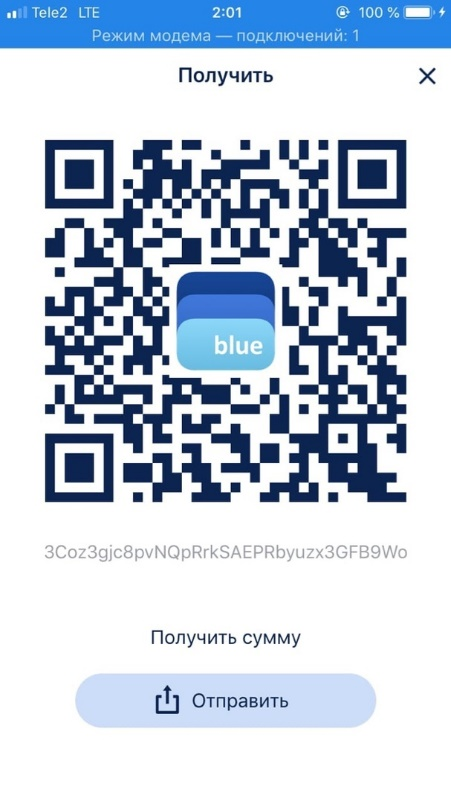 Tele2 LTE 2:01 100 %
Режим модема — подключений: 1
Получить
blue
3Coz3gjc8pvNQpRrkSAEPRbyuzx3GFB9Wo
Получить сумму
Отправить